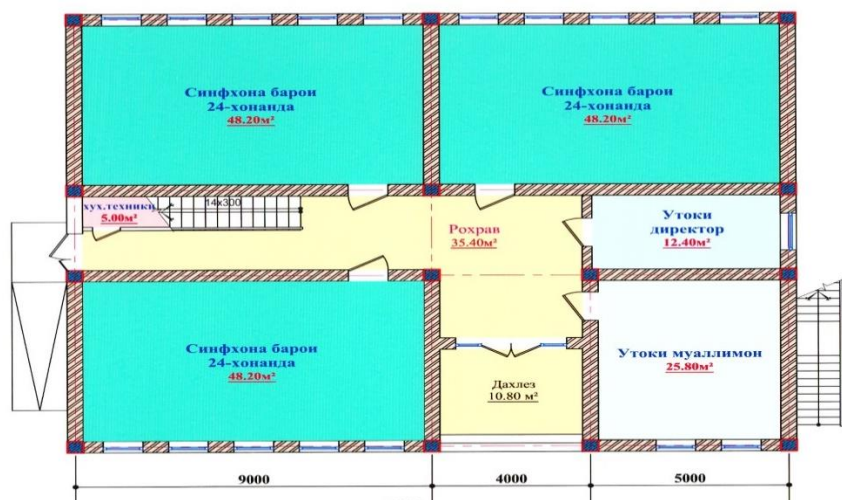 Синфхона барои
24-хонанда
48.20м²
Синфхона барои
24-хонанда
48.20м²
хух.техники
5.00м²
14x300
Рохрав
35.40м²
Утоки
директор
12.40м²
Синфхона барои
24-хонанда
48.20м²
Дахлез
10.80 м²
Утоки муаллимон
25.80м²
9000
4000
5000